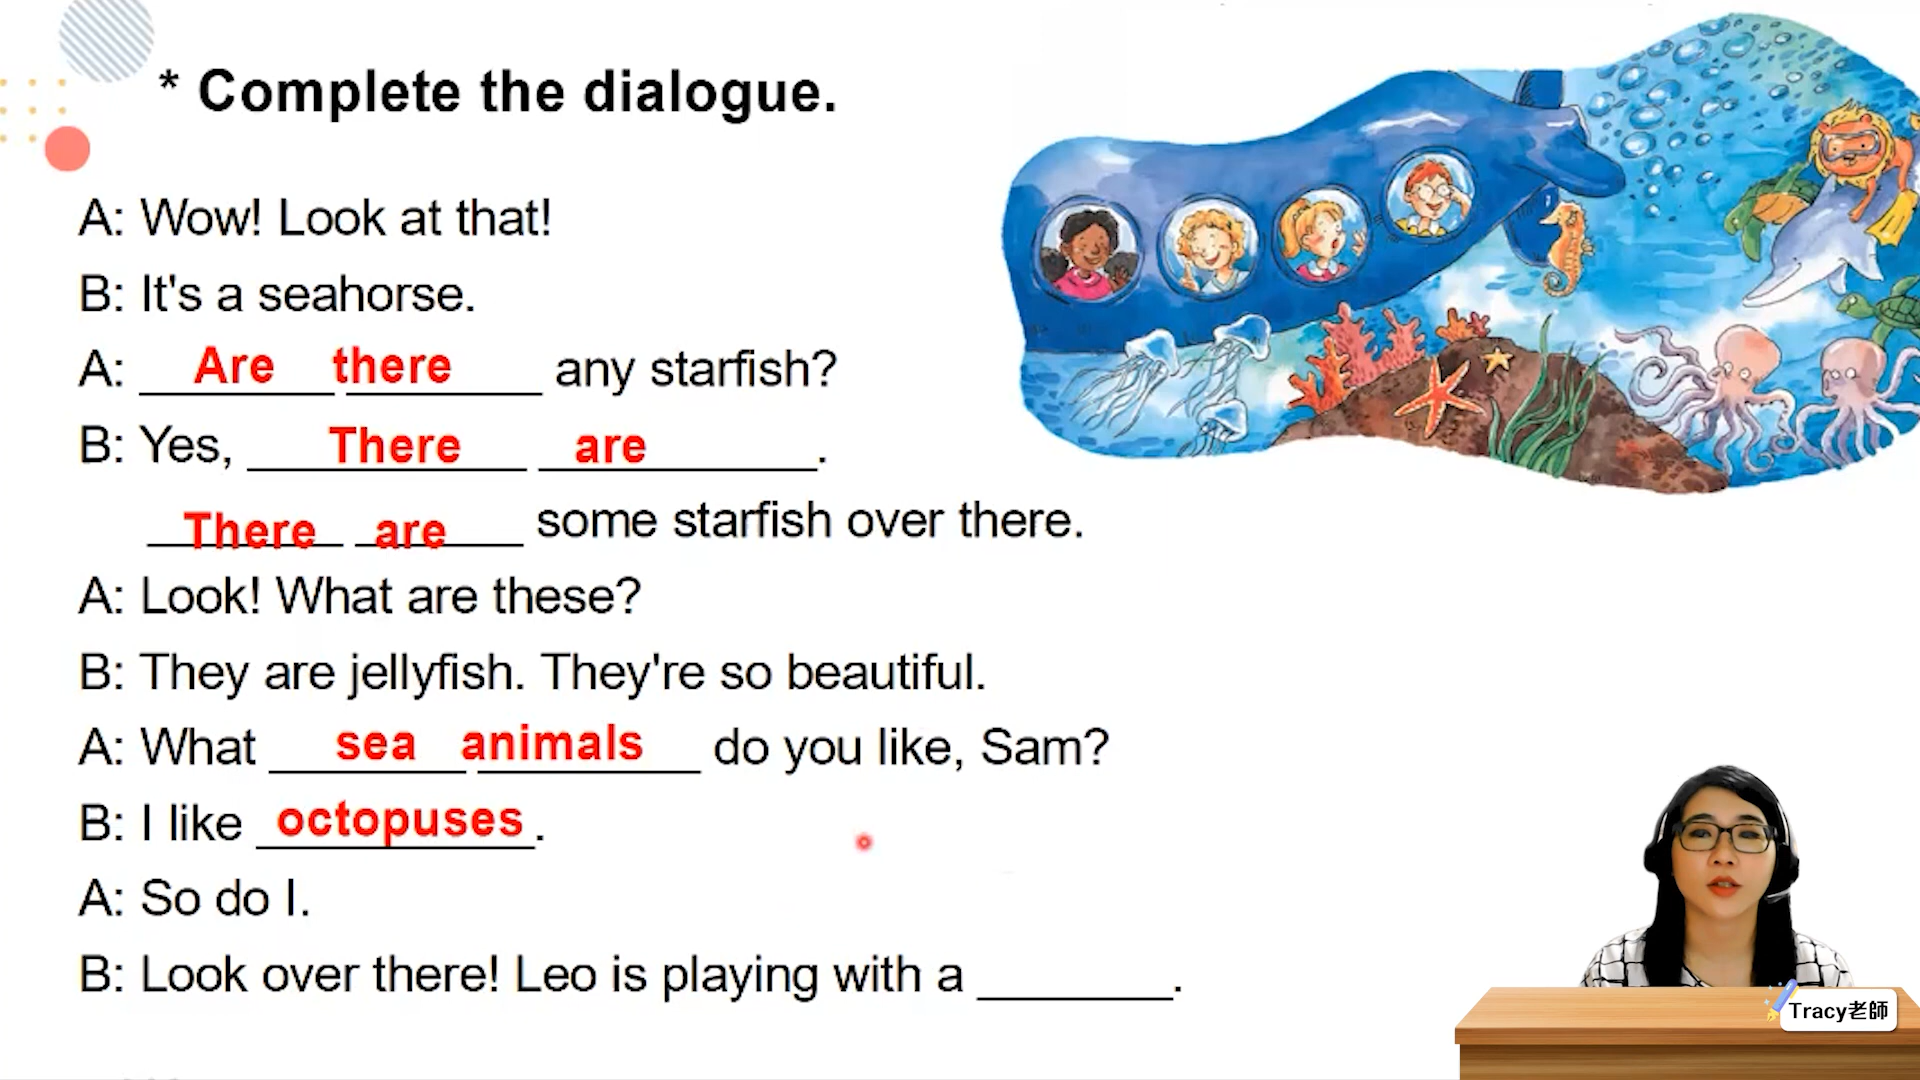 * Complete the dialogue.
A: Wow! Look at that!
B: It's a seahorse.
A: Are there any starfish?
B: Yes, There are.
There are some starfish over there.
A: Look! What are these?
B: They are jellyfish. They're so beautiful.
A: What sea animals do you like, Sam?
B: I like octopuses.
A: So do I.
B: Look over there! Leo is playing with a ______.
Tracy老師